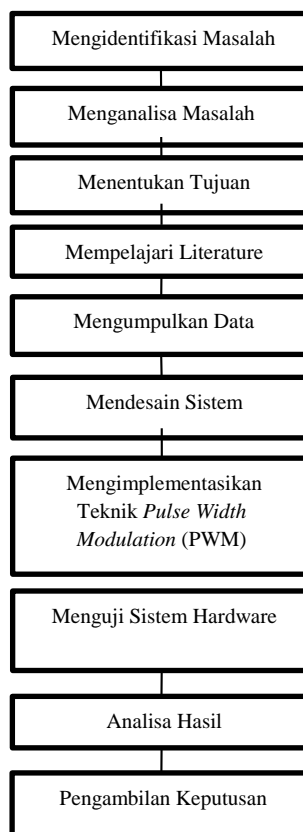 Mengidentifikasi Masalah
Menganalisa Masalah
Menentukan Tujuan
Mempelajari Literature
Mengumpulkan Data
Mendesain Sistem
Mengimplementasikan
Teknik Pulse Width
Modulation (PWM)
Menguji Sistem Hardware
Analisa Hasil
Pengambilan Keputusan